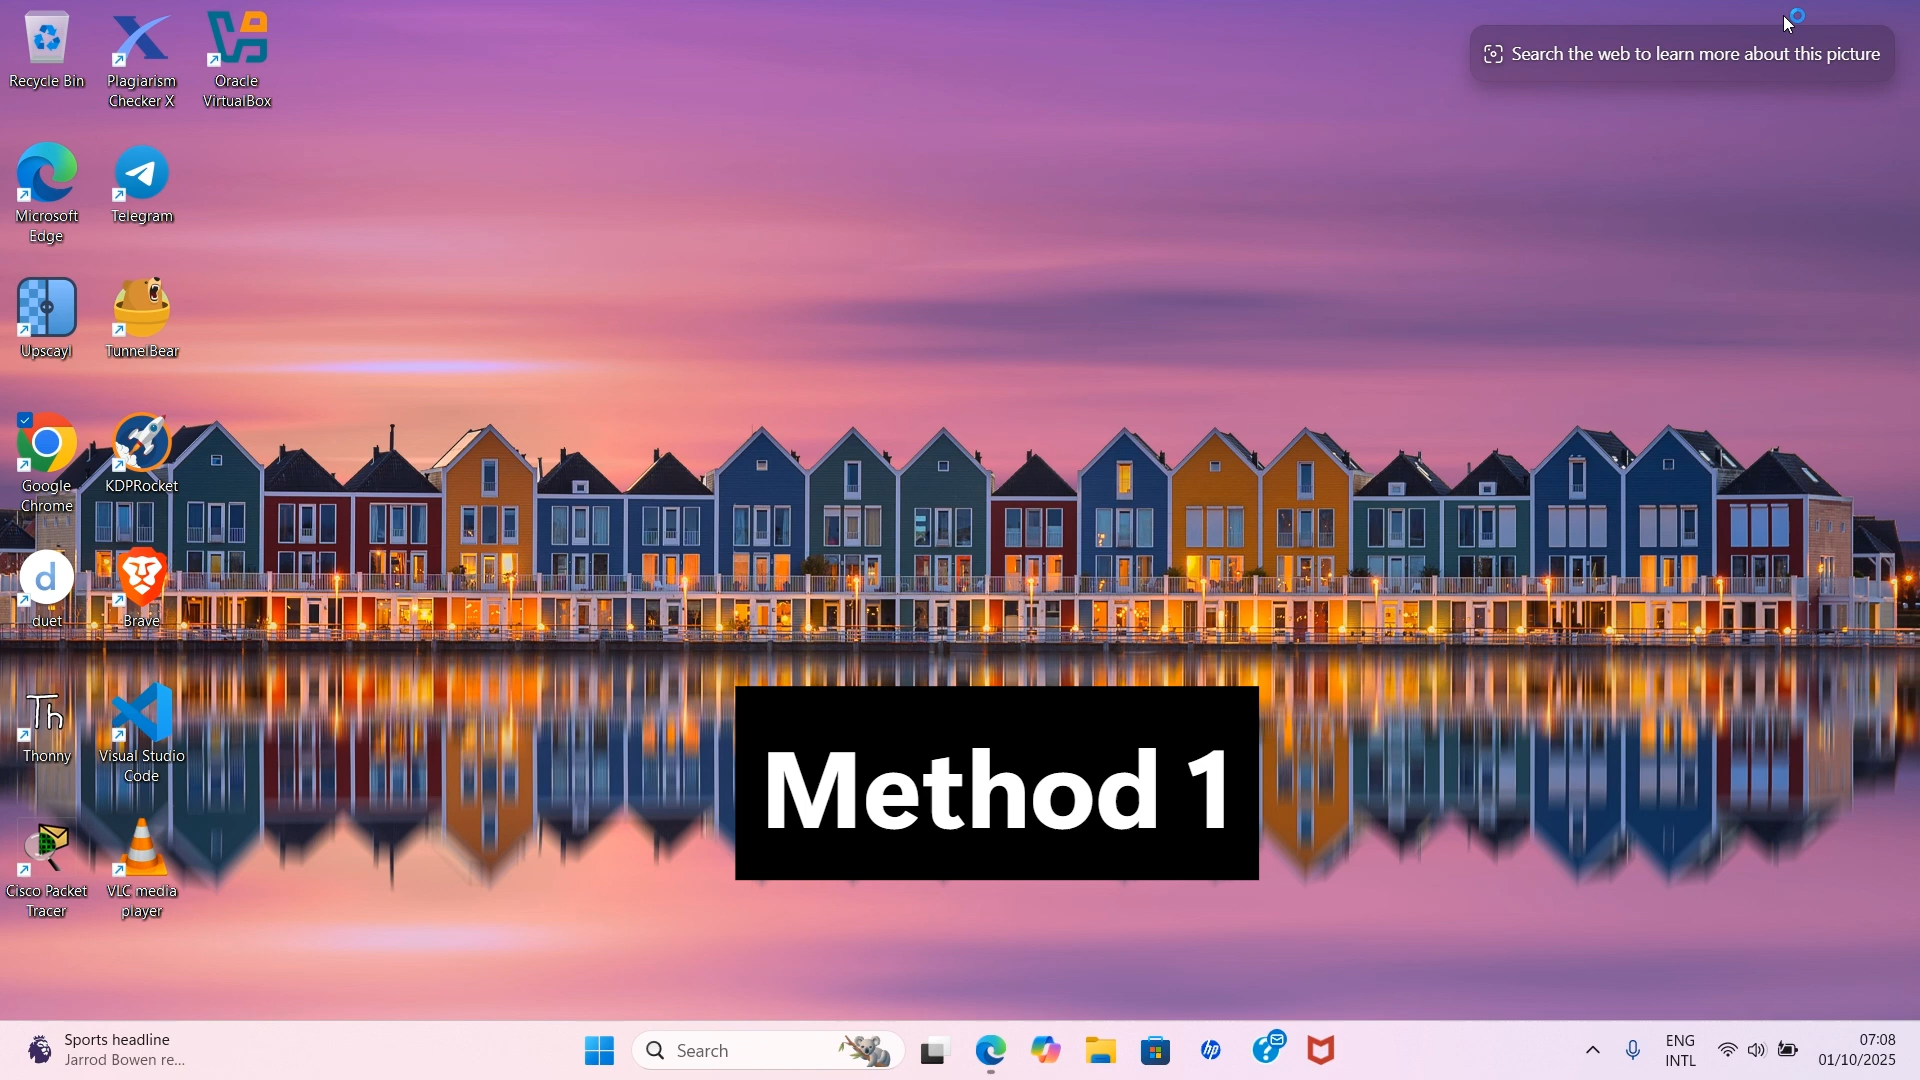 Recycle Bin
Plagiarism
Checker X
Oracle
VirtualBox
Search the web to learn more about this picture
Microsoft
Edge
Telegram
Upscayl
TunnelBear
Google
Chrome
KDPRocket
d
duet
Brave
Th
Thonny
Visual Studio
Code
Method 1
Cisco Packet
Tracer
VLC media
player
Sports headline
Jarrod Bowen re...
Search
hp
ENG
INTL
07:08
01/10/2025